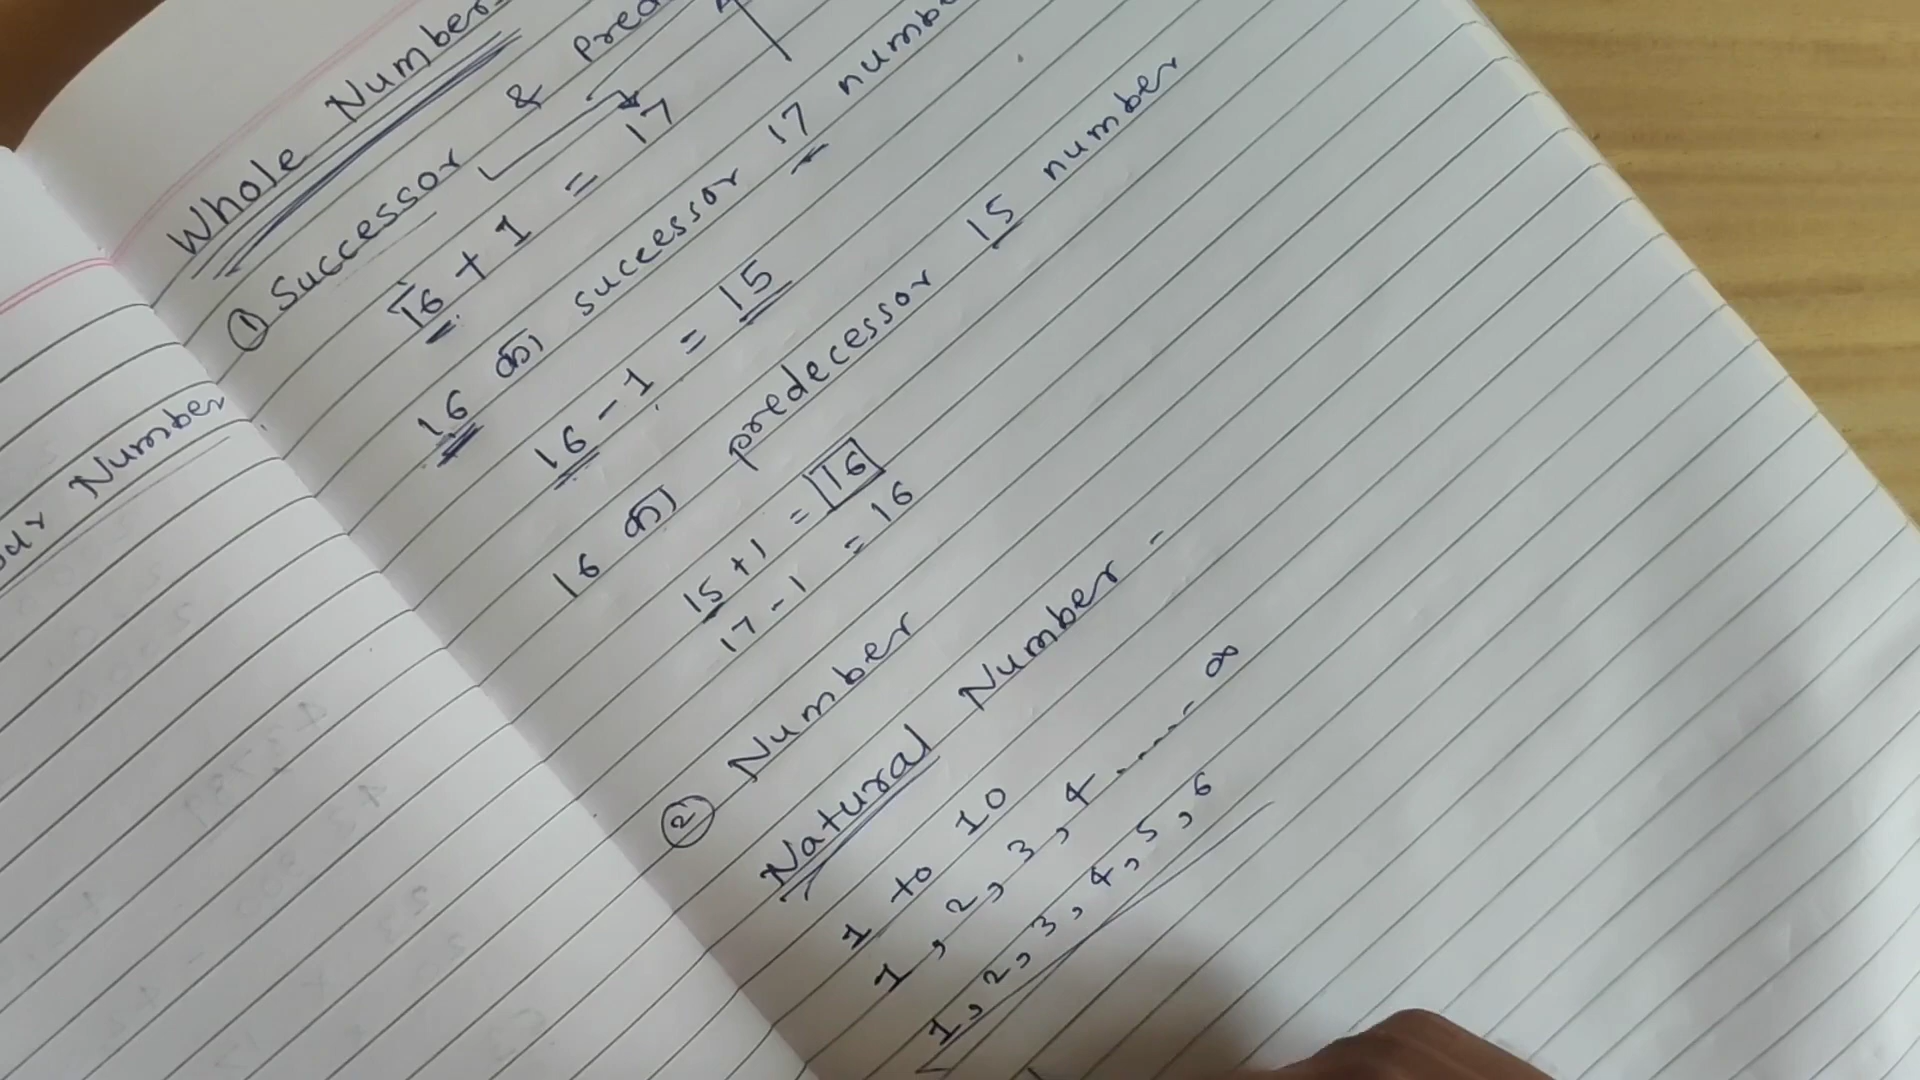 Whole Number
① Successor &
16 + 1 = 17
16 का successor 17
16 - 1 = 15
16 का predecessor 15 number
15 + 1 = 16
17 - 1 = 16
② Number
Natural Number -
1 to 10
1, 2, 3, 4 ------ ∞
1, 2, 3, 4, 5, 6
Number